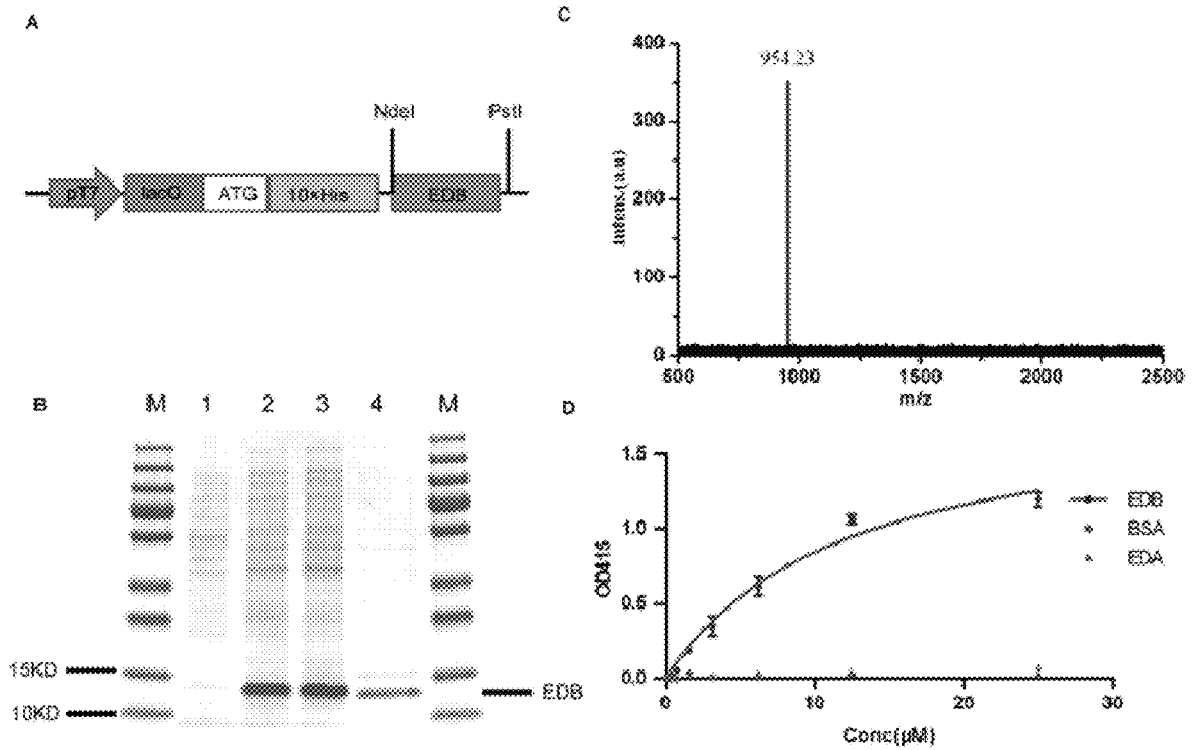 A
NdeI
PstI
pT7
lacO
ATG
10×His
EDB
B
M 1 2 3 4 M
15KD
10KD
EDB
C
Intens.(a.u)
400
300
200
100
0
954.23
500 1000 1500 2000 2500
m/z
D
OD415
1.5
1.0
0.5
0.0
0 10 20 30
Conc(μM)
EDB
BSA
EDA